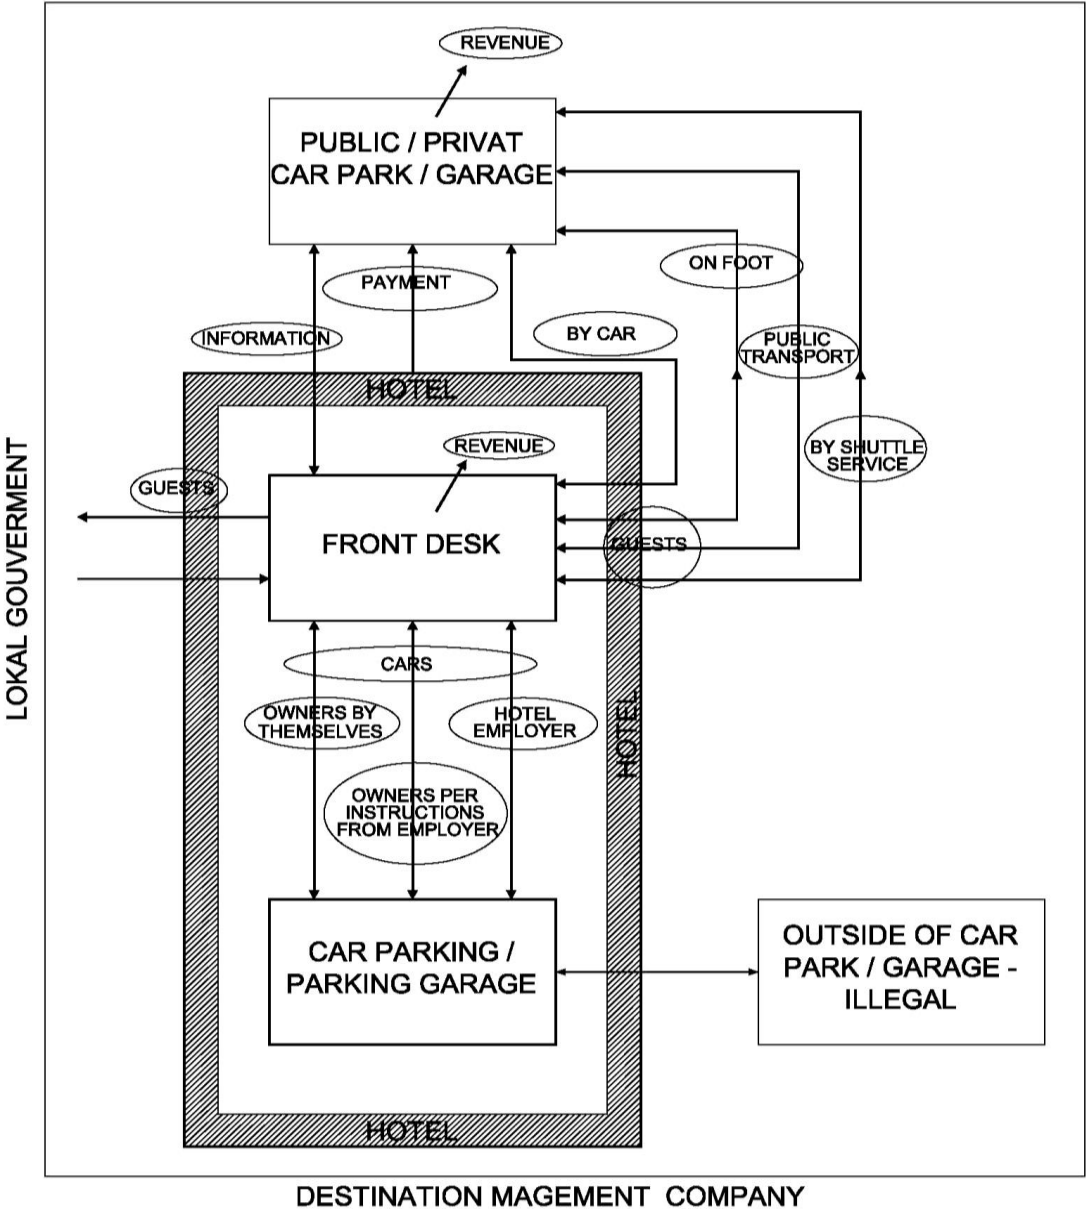 REVENUE
PUBLIC / PRIVAT
CAR PARK / GARAGE
ON FOOT
PAYMENT
BY CAR
INFORMATION
PUBLIC
TRANSPORT
HOTEL
REVENUE
BY SHUTTLE
SERVICE
GUESTS
FRONT DESK
GUESTS
LOKAL GOUVERMENT
CARS
OWNERS BY
THEMSELVES
HOTEL
EMPLOYER
HOTEL
OWNERS PER
INSTRUCTIONS
FROM EMPLOYER
CAR PARKING /
PARKING GARAGE
OUTSIDE OF CAR
PARK / GARAGE -
ILLEGAL
HOTEL
DESTINATION MAGEMENT COMPANY